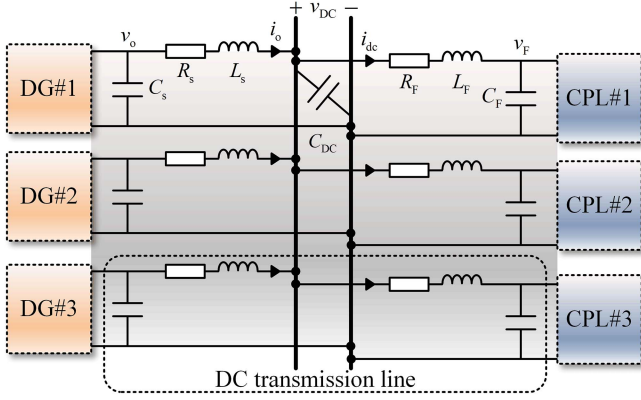 + v_DC −
v_o i_o i_dc v_F
R_s L_s R_F L_F
DG#1 C_s C_F CPL#1
C_DC
DG#2 CPL#2
DG#3 CPL#3
DC transmission line